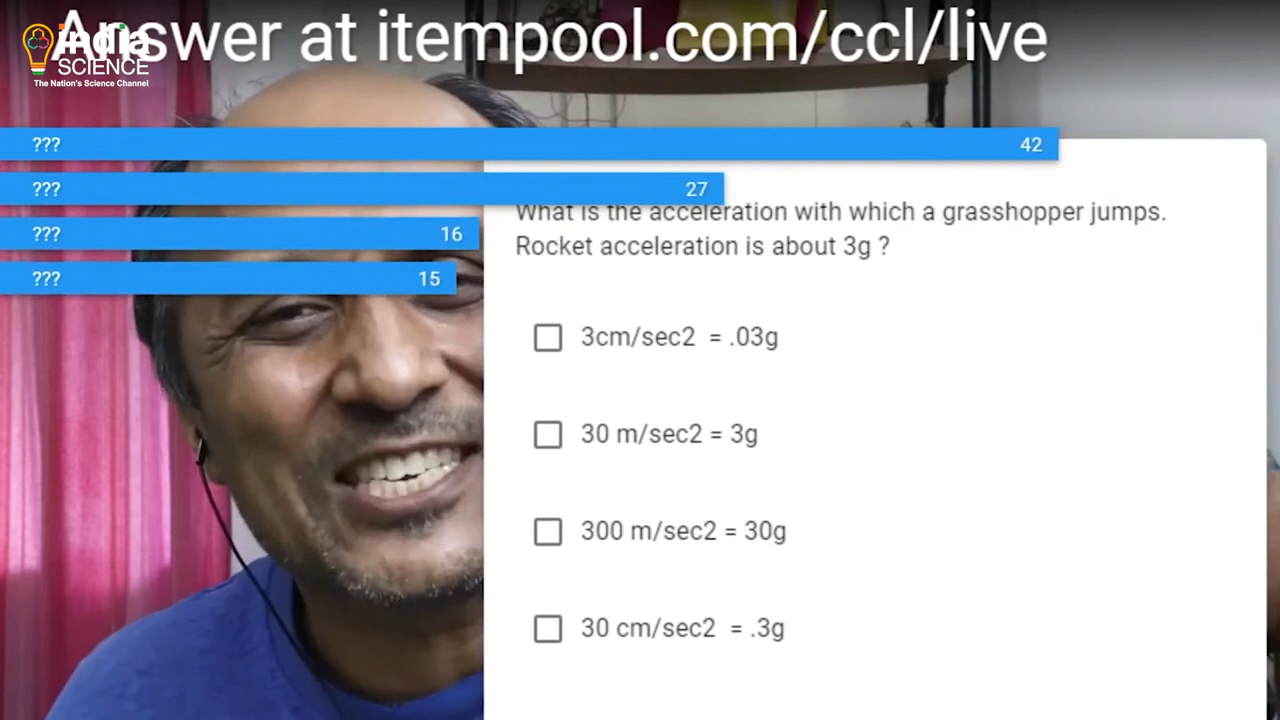 Answer at itempool.com/ccl/live
india
SCIENCE
The Nation's Science Channel
??? 42
??? 27
??? 16
??? 15
What is the acceleration with which a grasshopper jumps.
Rocket acceleration is about 3g ?
3cm/sec2 = .03g
30 m/sec2 = 3g
300 m/sec2 = 30g
30 cm/sec2 = .3g